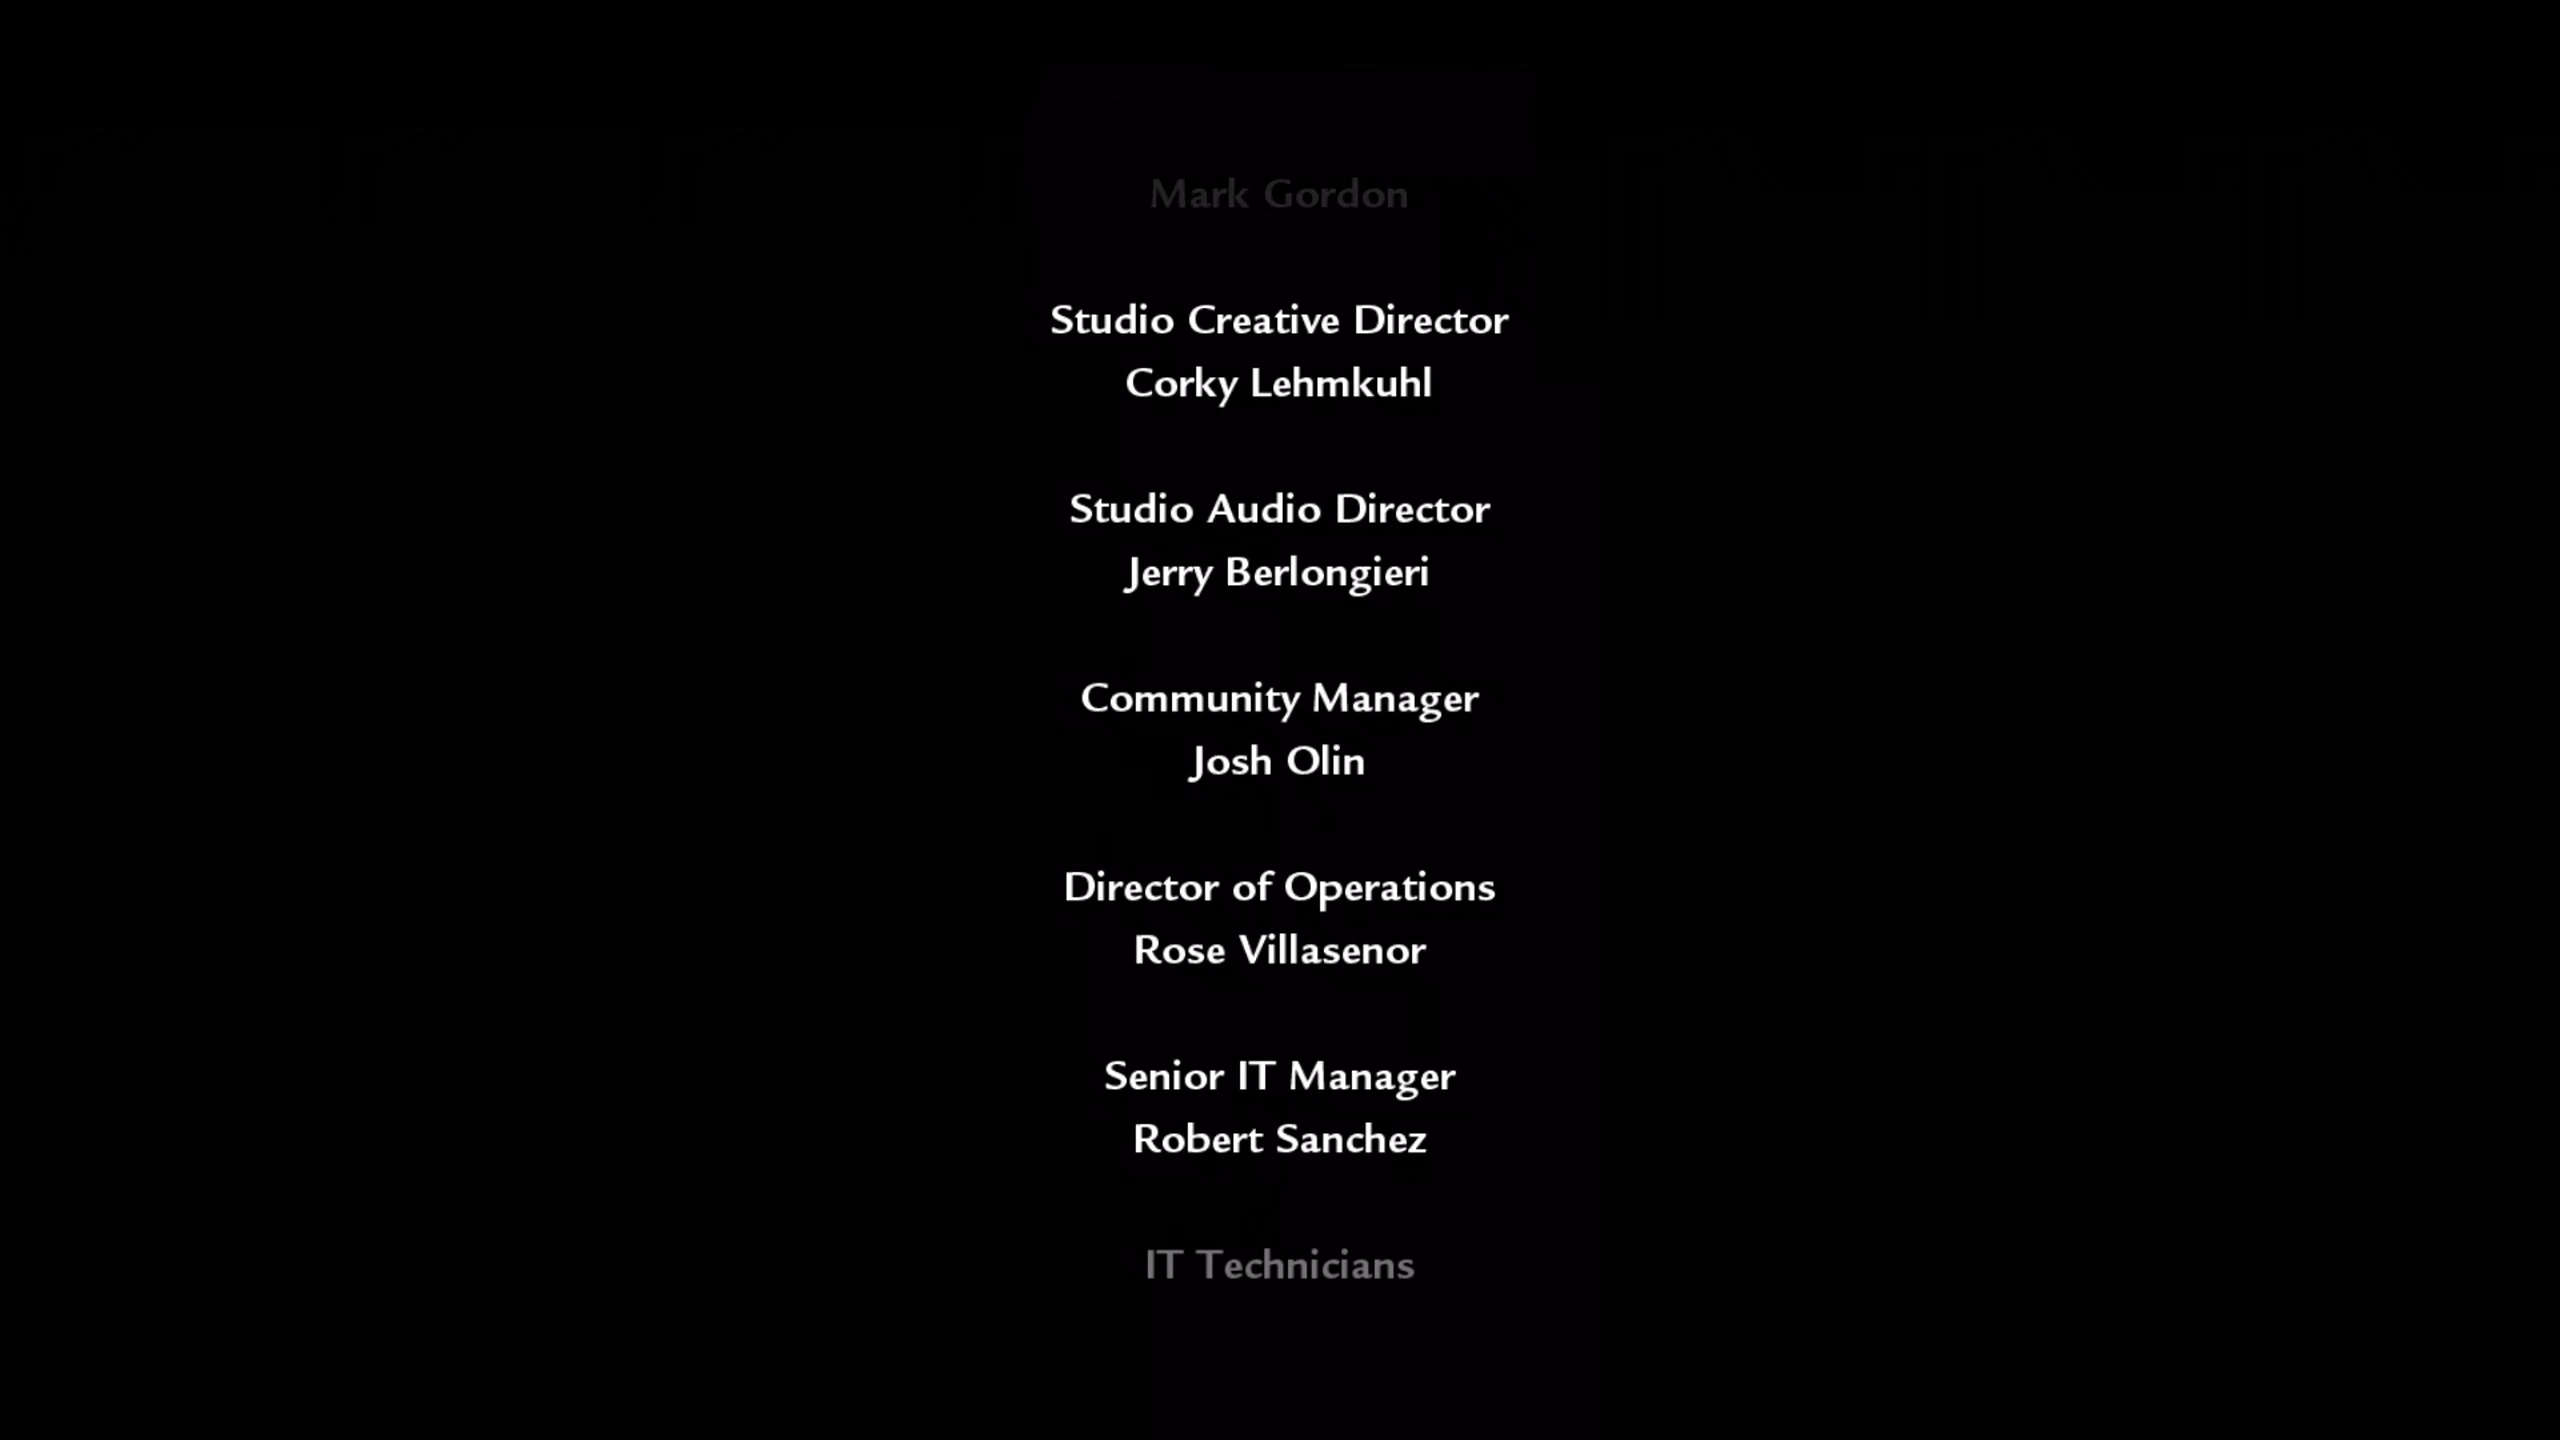 Mark Gordon
Studio Creative Director
Corky Lehmkuhl
Studio Audio Director
Jerry Berlongieri
Community Manager
Josh Olin
Director of Operations
Rose Villasenor
Senior IT Manager
Robert Sanchez
IT Technicians